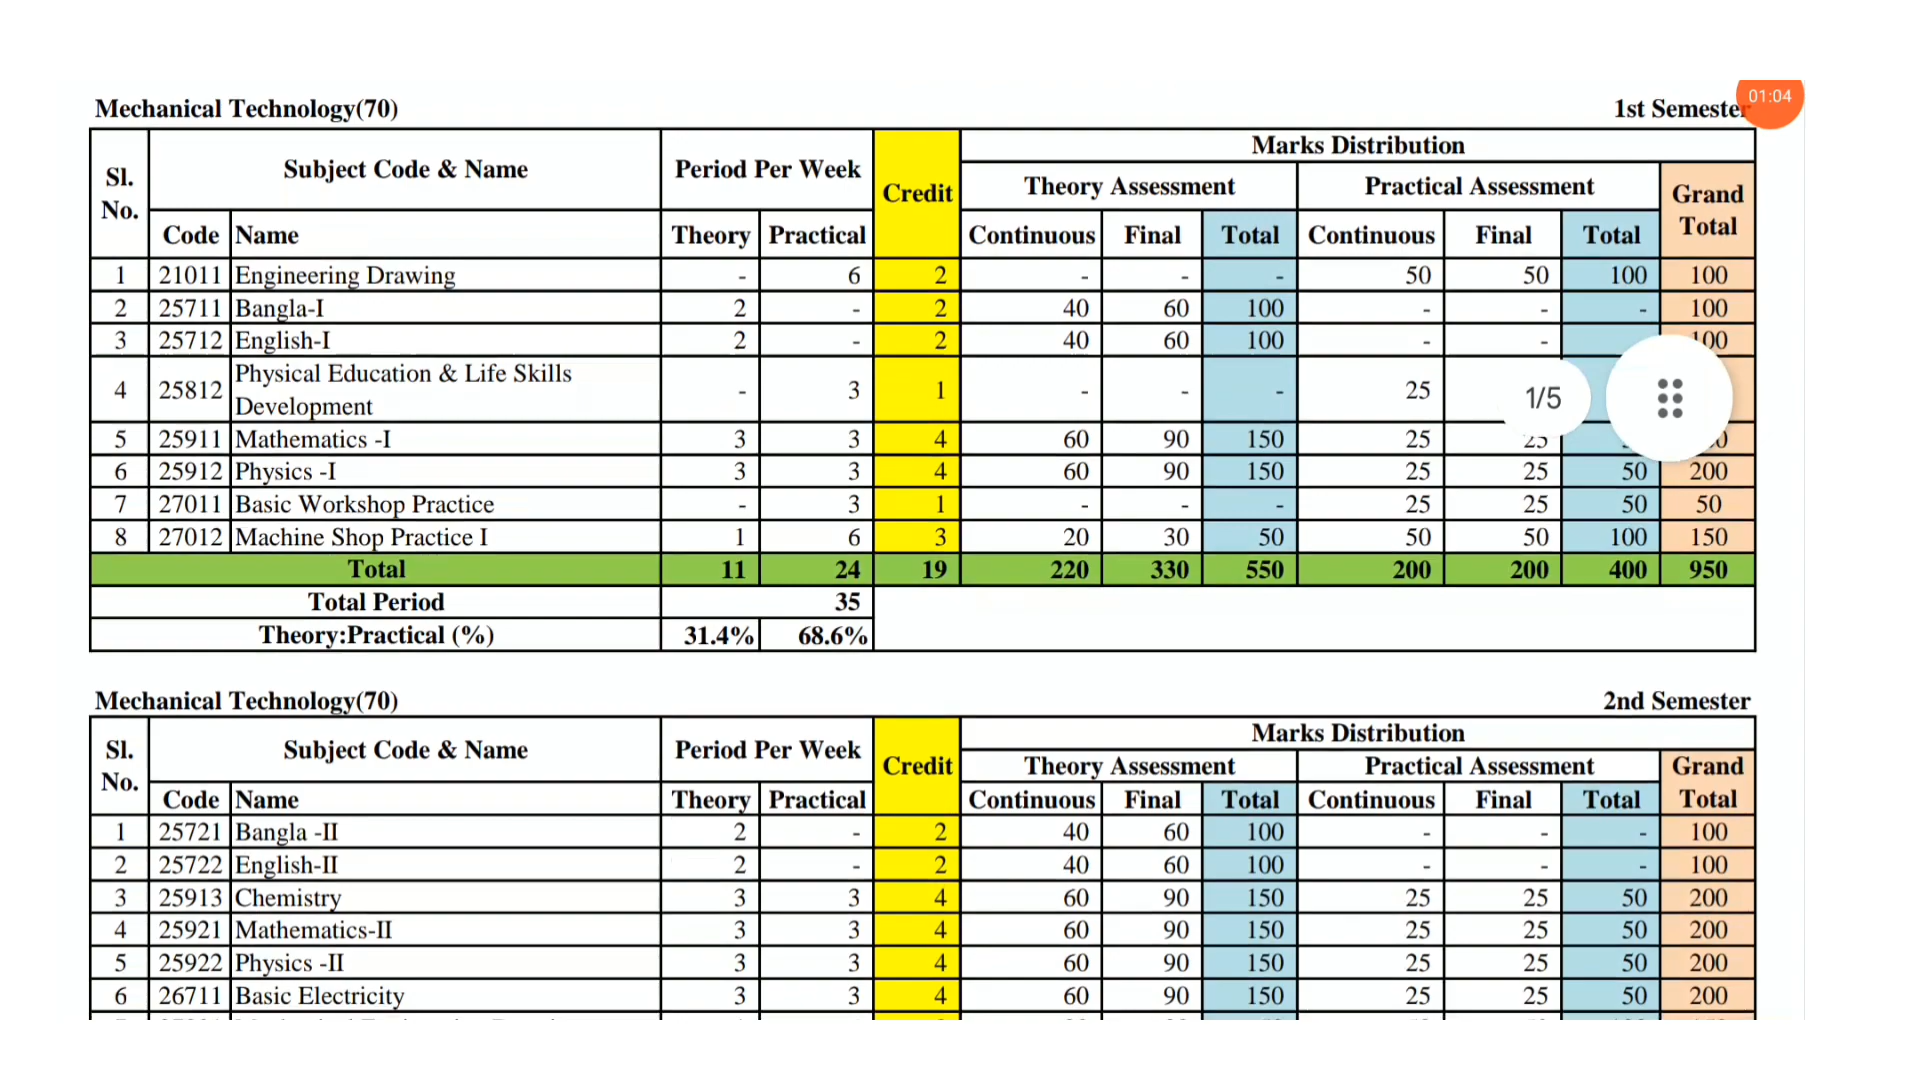 Mechanical Technology(70) 1st Semester 01:04
Marks Distribution
Sl. No. Subject Code & Name Period Per Week Credit Theory Assessment Practical Assessment Grand Total
Code Name Theory Practical Continuous Final Total Continuous Final Total
1 21011 Engineering Drawing - 6 2 - - - 50 50 100 100
2 25711 Bangla-I 2 - 2 40 60 100 - - - 100
3 25712 English-I 2 - 2 40 60 100 - - 100
4 25812 Physical Education & Life Skills Development - 3 1 - - - 25
1/5
5 25911 Mathematics -I 3 3 4 60 90 150 25 25
6 25912 Physics -I 3 3 4 60 90 150 25 25 50 200
7 27011 Basic Workshop Practice - 3 1 - - - 25 25 50 50
8 27012 Machine Shop Practice I 1 6 3 20 30 50 50 50 100 150
Total 11 24 19 220 330 550 200 200 400 950
Total Period 35
Theory:Practical (%) 31.4% 68.6%
Mechanical Technology(70) 2nd Semester
Marks Distribution
Sl. No. Subject Code & Name Period Per Week Credit Theory Assessment Practical Assessment Grand Total
Code Name Theory Practical Continuous Final Total Continuous Final Total
1 25721 Bangla -II 2 - 2 40 60 100 - - - 100
2 25722 English-II 2 - 2 40 60 100 - - - 100
3 25913 Chemistry 3 3 4 60 90 150 25 25 50 200
4 25921 Mathematics-II 3 3 4 60 90 150 25 25 50 200
5 25922 Physics -II 3 3 4 60 90 150 25 25 50 200
6 26711 Basic Electricity 3 3 4 60 90 150 25 25 50 200